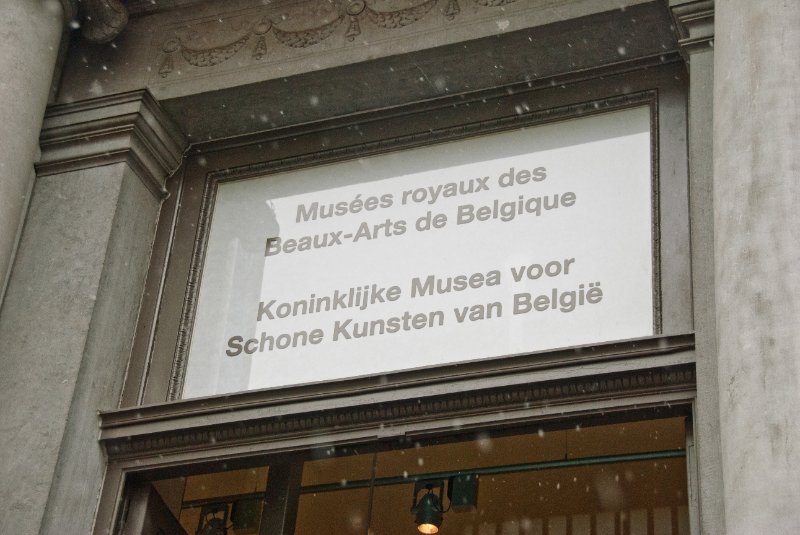 Musées royaux des
Beaux-Arts de Belgique
Koninklijke Musea voor
Schone Kunsten van België